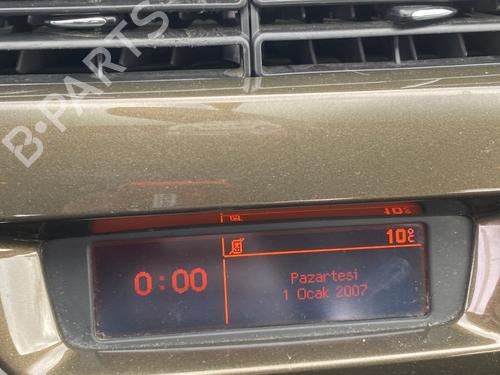 B-PARTS
10°C
0:00
Pazartesi
1 Ocak 2007